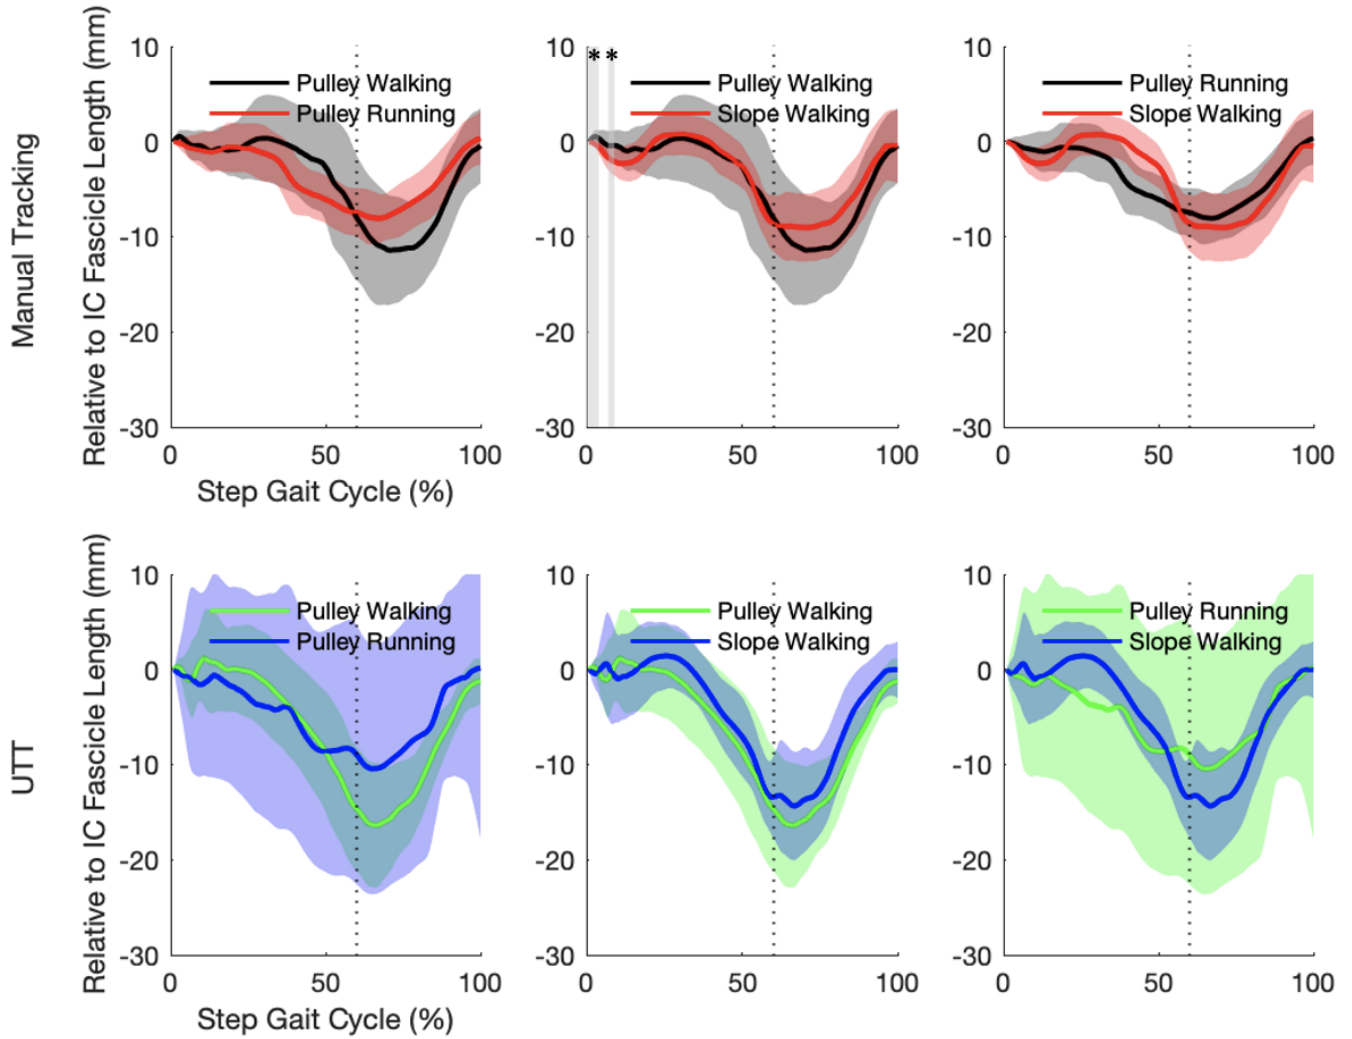 Manual Tracking
Relative to IC Fascicle Length (mm)
10
0
-10
-20
-30
Pulley Walking
Pulley Running
0 50 100
Step Gait Cycle (%)
10
0
-10
-20
-30
* *
Pulley Walking
Slope Walking
0 50 100
10
0
-10
-20
-30
Pulley Running
Slope Walking
0 50 100
UTT
Relative to IC Fascicle Length (mm)
10
0
-10
-20
-30
Pulley Walking
Pulley Running
0 50 100
Step Gait Cycle (%)
10
0
-10
-20
-30
Pulley Walking
Slope Walking
0 50 100
10
0
-10
-20
-30
Pulley Running
Slope Walking
0 50 100